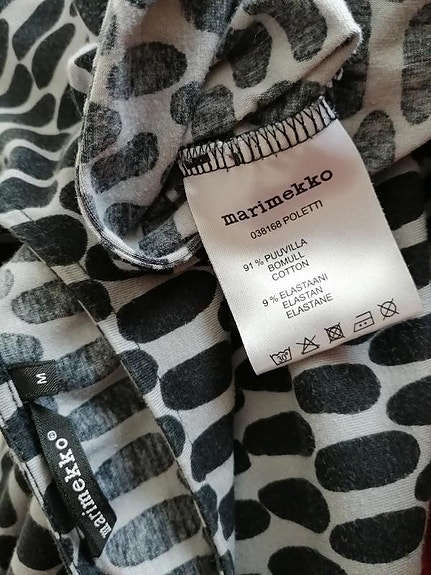 marimekko
038168 POLETTI
91 % PUUVILLA
BOMULL
COTTON
9 % ELASTAANI
ELASTAN
ELASTANE
M
marimekko®